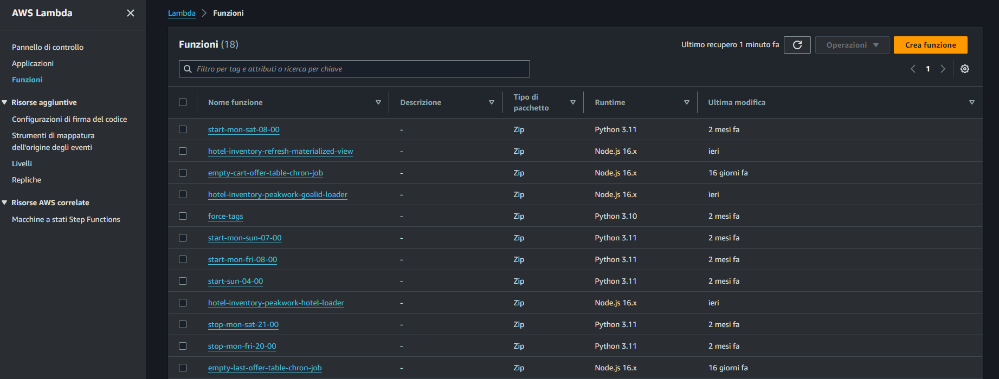 AWS Lambda
Pannello di controllo
Applicazioni
Funzioni
Risorse aggiuntive
Configurazioni di firma del codice
Strumenti di mappatura
dell'origine degli eventi
Livelli
Repliche
Risorse AWS correlate
Macchine a stati Step Functions
Lambda > Funzioni
Funzioni (18)
Ultimo recupero 1 minuto fa
Operazioni
Crea funzione
Filtro per tag e attributi o ricerca per chiave
1
Nome funzione Descrizione Tipo di pacchetto Runtime Ultima modifica
start-mon-sat-08-00 - Zip Python 3.11 2 mesi fa
hotel-inventory-refresh-materialized-view - Zip Node.js 16.x ieri
empty-cart-offer-table-chron-job - Zip Node.js 16.x 16 giorni fa
hotel-inventory-peakwork-goalid-loader - Zip Node.js 16.x ieri
force-tags - Zip Python 3.10 2 mesi fa
start-mon-sun-07-00 - Zip Python 3.11 2 mesi fa
start-mon-fri-08-00 - Zip Python 3.11 2 mesi fa
start-sun-04-00 - Zip Python 3.11 2 mesi fa
hotel-inventory-peakwork-hotel-loader - Zip Node.js 16.x ieri
stop-mon-sat-21-00 - Zip Python 3.11 2 mesi fa
stop-mon-fri-20-00 - Zip Python 3.11 2 mesi fa
empty-last-offer-table-chron-job - Zip Node.js 16.x 16 giorni fa